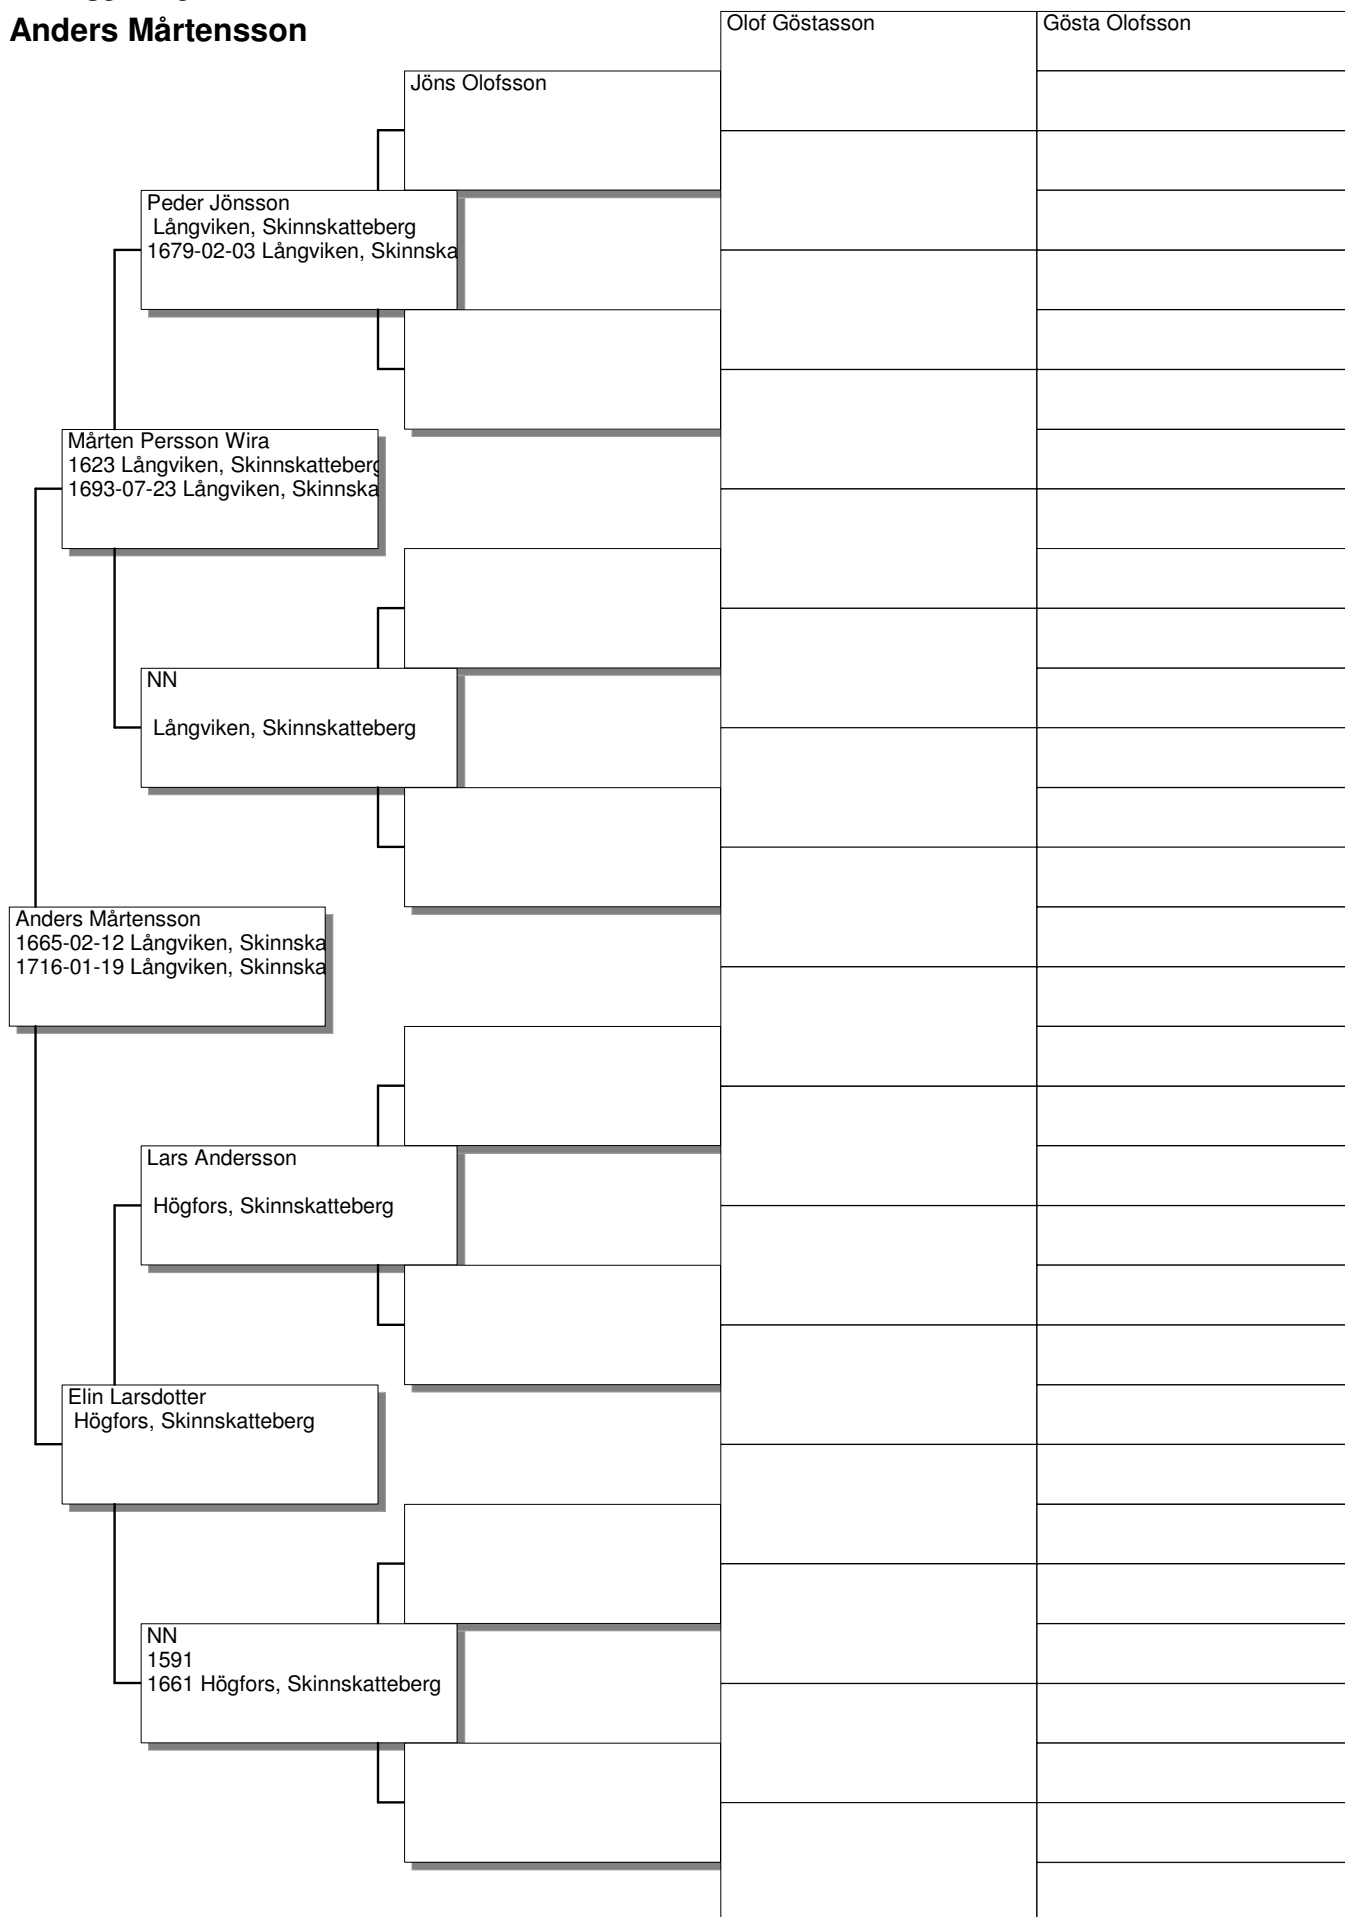 Anders Mårtensson
Olof Göstasson
Gösta Olofsson
Jöns Olofsson
Peder Jönsson
Långviken, Skinnskatteberg
1679-02-03 Långviken, Skinnska
Mårten Persson Wira
1623 Långviken, Skinnskatteberg
1693-07-23 Långviken, Skinnska
NN
Långviken, Skinnskatteberg
Anders Mårtensson
1665-02-12 Långviken, Skinnska
1716-01-19 Långviken, Skinnska
Lars Andersson
Högfors, Skinnskatteberg
Elin Larsdotter
Högfors, Skinnskatteberg
NN
1591
1661 Högfors, Skinnskatteberg